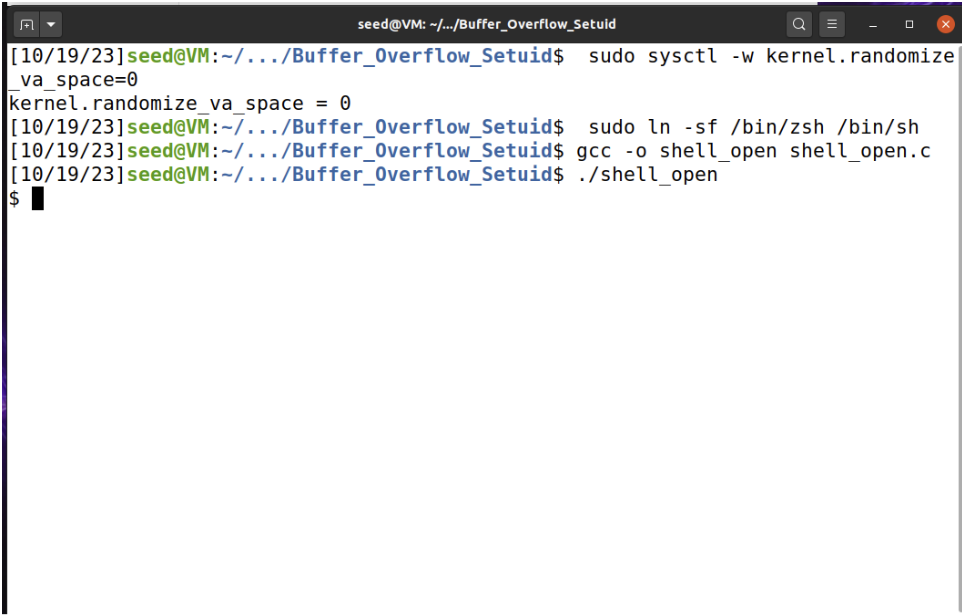 seed@VM: ~/.../Buffer_Overflow_Setuid
[10/19/23]seed@VM:~/.../Buffer_Overflow_Setuid$  sudo sysctl -w kernel.randomize
_va_space=0
kernel.randomize_va_space = 0
[10/19/23]seed@VM:~/.../Buffer_Overflow_Setuid$  sudo ln -sf /bin/zsh /bin/sh
[10/19/23]seed@VM:~/.../Buffer_Overflow_Setuid$ gcc -o shell_open shell_open.c
[10/19/23]seed@VM:~/.../Buffer_Overflow_Setuid$ ./shell_open
$